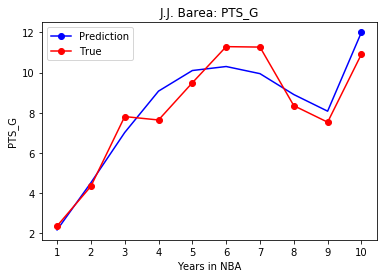 J.J. Barea: PTS_G
Prediction
True
12
10
8
6
4
2
PTS_G
1 2 3 4 5 6 7 8 9 10
Years in NBA